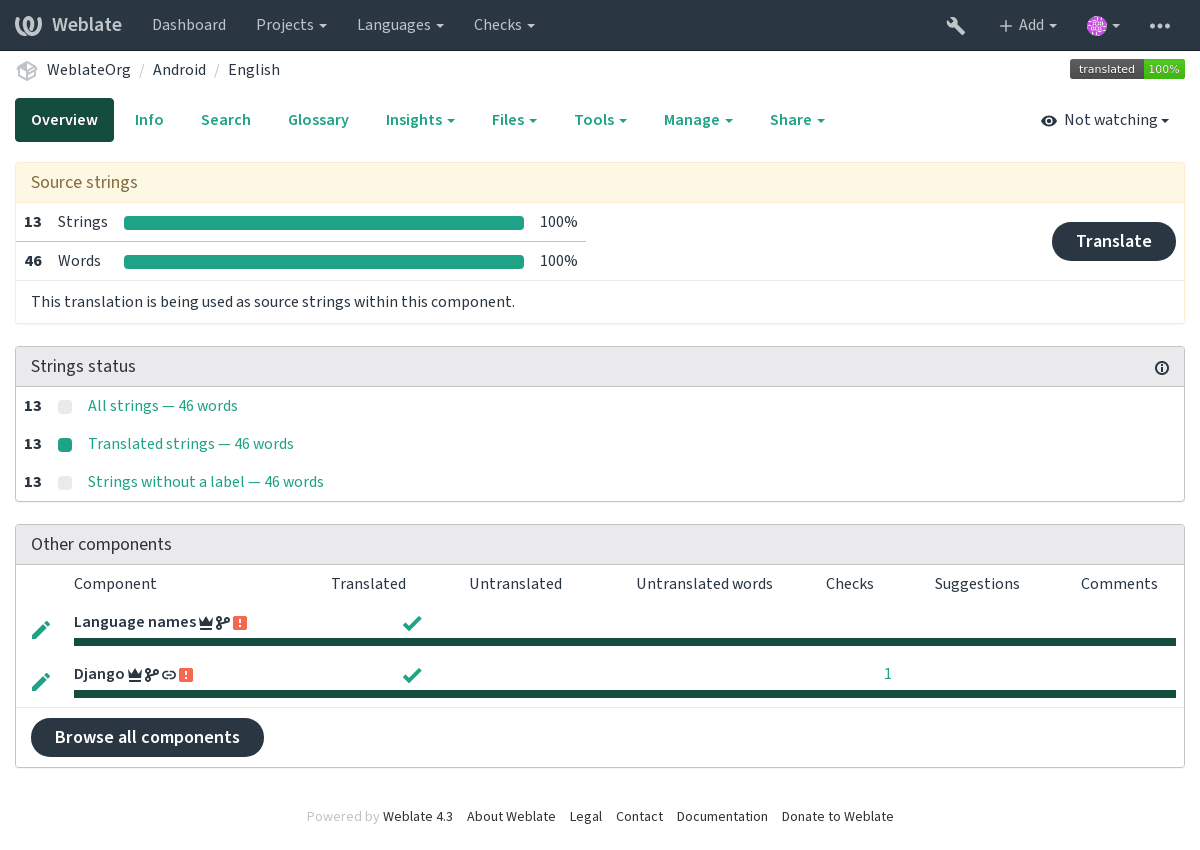 Weblate Dashboard Projects Languages Checks Add
WeblateOrg / Android / English translated 100%
Overview Info Search Glossary Insights Files Tools Manage Share Not watching
Source strings
13 Strings 100%
Translate
46 Words 100%
This translation is being used as source strings within this component.
Strings status
13 All strings — 46 words
13 Translated strings — 46 words
13 Strings without a label — 46 words
Other components
Component Translated Untranslated Untranslated words Checks Suggestions Comments
Language names
Django 1
Browse all components
Powered by Weblate 4.3 About Weblate Legal Contact Documentation Donate to Weblate